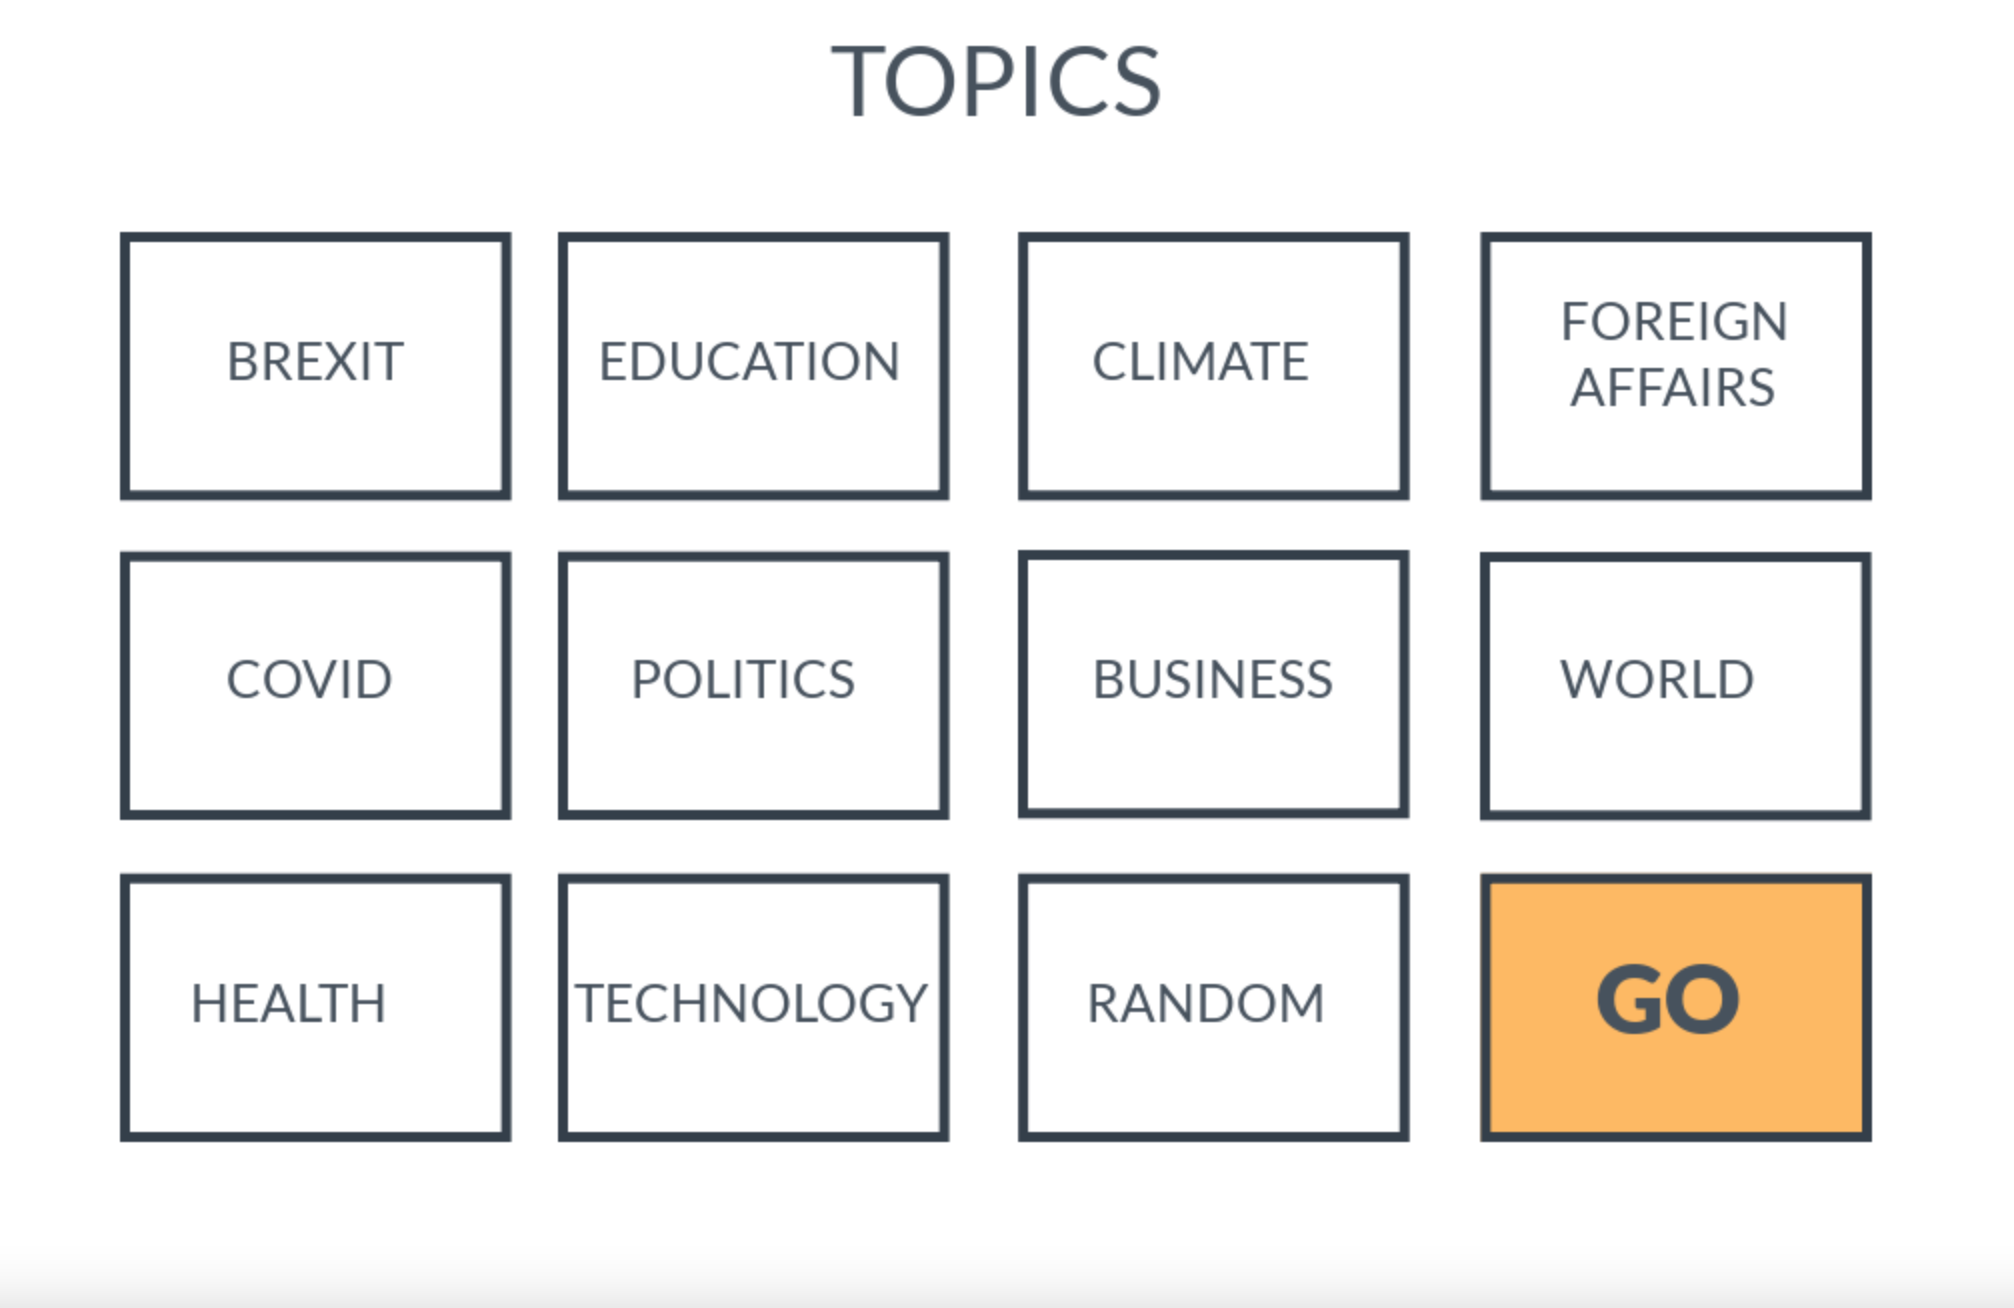 TOPICS
BREXIT
EDUCATION
CLIMATE
FOREIGN
AFFAIRS
COVID
POLITICS
BUSINESS
WORLD
HEALTH
TECHNOLOGY
RANDOM
GO